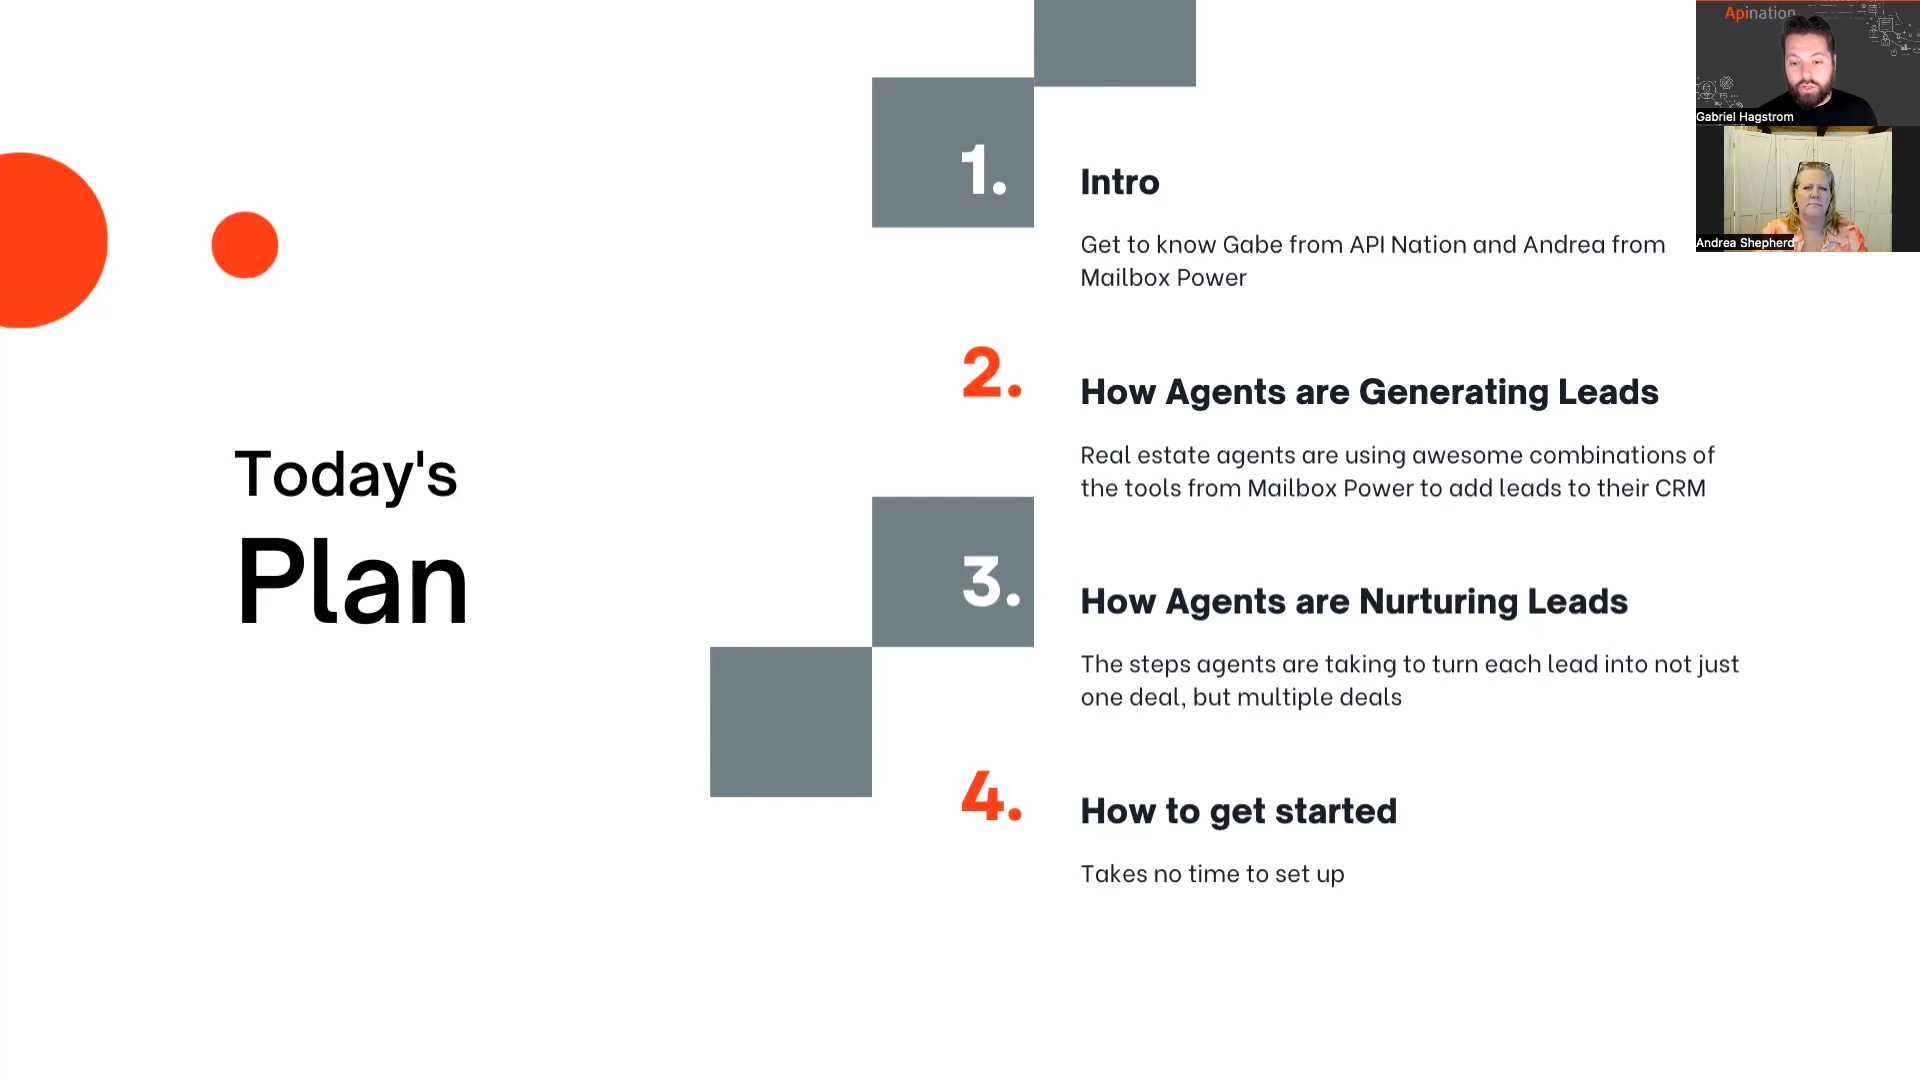 Today's
Plan
1.
Intro
Get to know Gabe from API Nation and Andrea from
Mailbox Power
2.
How Agents are Generating Leads
Real estate agents are using awesome combinations of
the tools from Mailbox Power to add leads to their CRM
3.
How Agents are Nurturing Leads
The steps agents are taking to turn each lead into not just
one deal, but multiple deals
4.
How to get started
Takes no time to set up
Apination
Gabriel Hagstrom
Andrea Shepherd